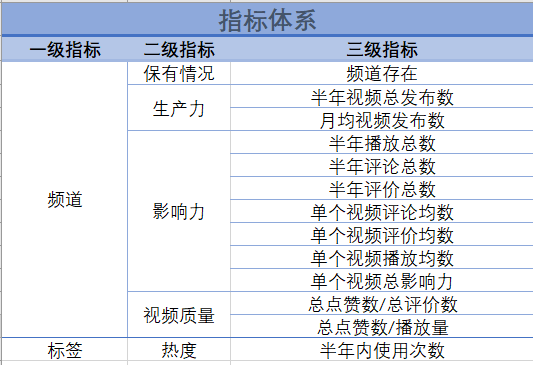 指标体系
一级指标 二级指标 三级指标
保有情况 频道存在
生产力 半年视频总发布数
月均视频发布数
频道 影响力 半年播放总数
半年评论总数
半年评价总数
单个视频评论均数
单个视频评价均数
单个视频播放均数
单个视频总影响力
视频质量 总点赞数/总评价数
总点赞数/播放量
标签 热度 半年内使用次数